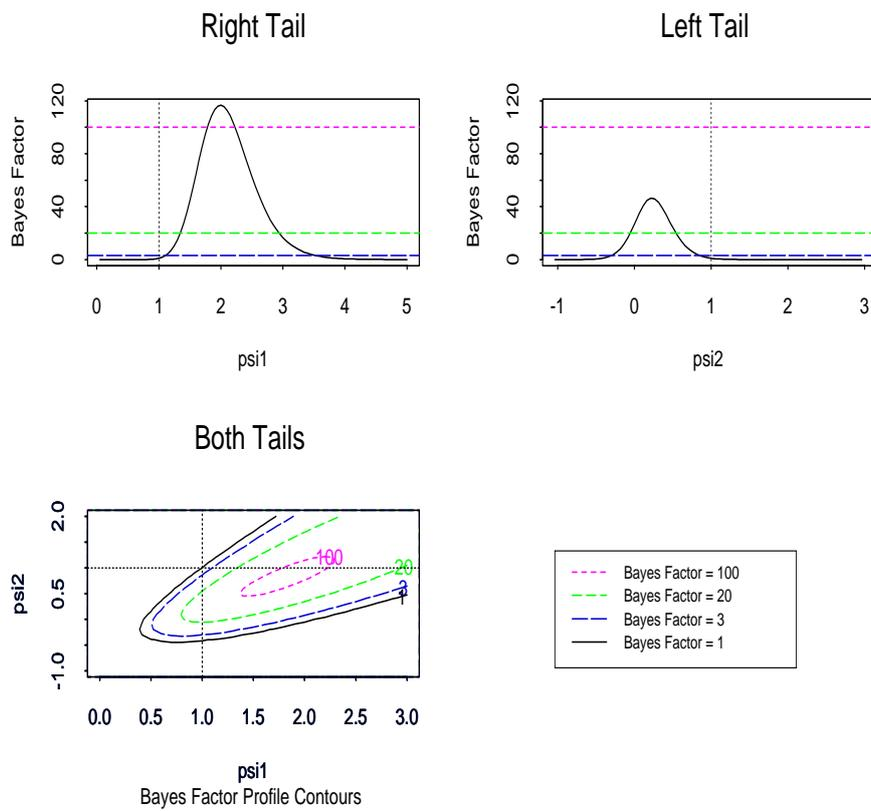 Right Tail
Bayes Factor
0 40 80 120
0 1 2 3 4 5
psi1
Left Tail
Bayes Factor
0 40 80 120
-1 0 1 2 3
psi2
Both Tails
psi2
-1.0 0.5 2.0
100
20
3
1
0.0 0.5 1.0 1.5 2.0 2.5 3.0
psi1
Bayes Factor Profile Contours
Bayes Factor = 100
Bayes Factor = 20
Bayes Factor = 3
Bayes Factor = 1